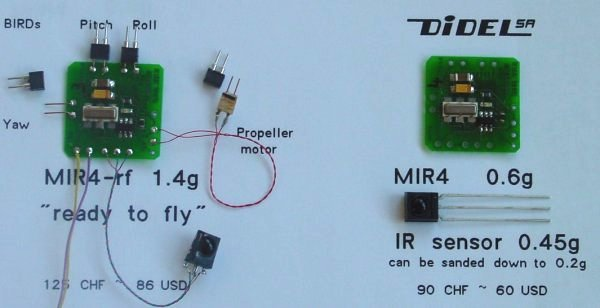 BIRDs
Pitch Roll
Yaw
Propeller
motor
MIR4-rf 1.4g
"ready to fly"
125 CHF ~ 86 USD
DIDEL SA
MIR4 0.6g
IR sensor 0.45g
can be sanded down to 0.2g
90 CHF ~ 60 USD